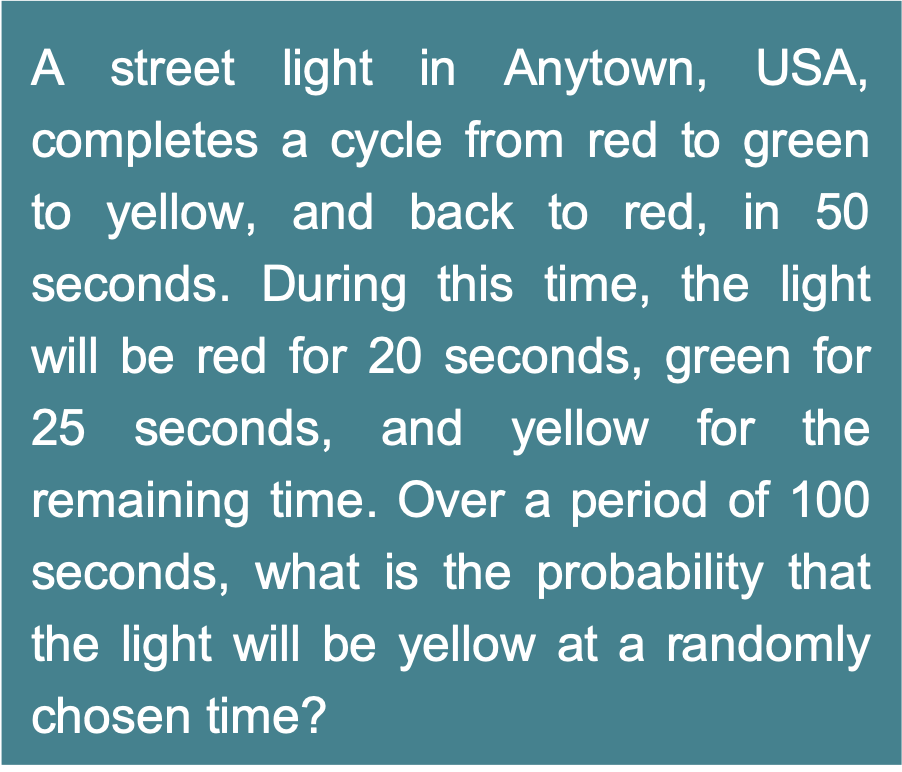 A street light in Anytown, USA,
completes a cycle from red to green
to yellow, and back to red, in 50
seconds. During this time, the light
will be red for 20 seconds, green for
25 seconds, and yellow for the
remaining time. Over a period of 100
seconds, what is the probability that
the light will be yellow at a randomly
chosen time?